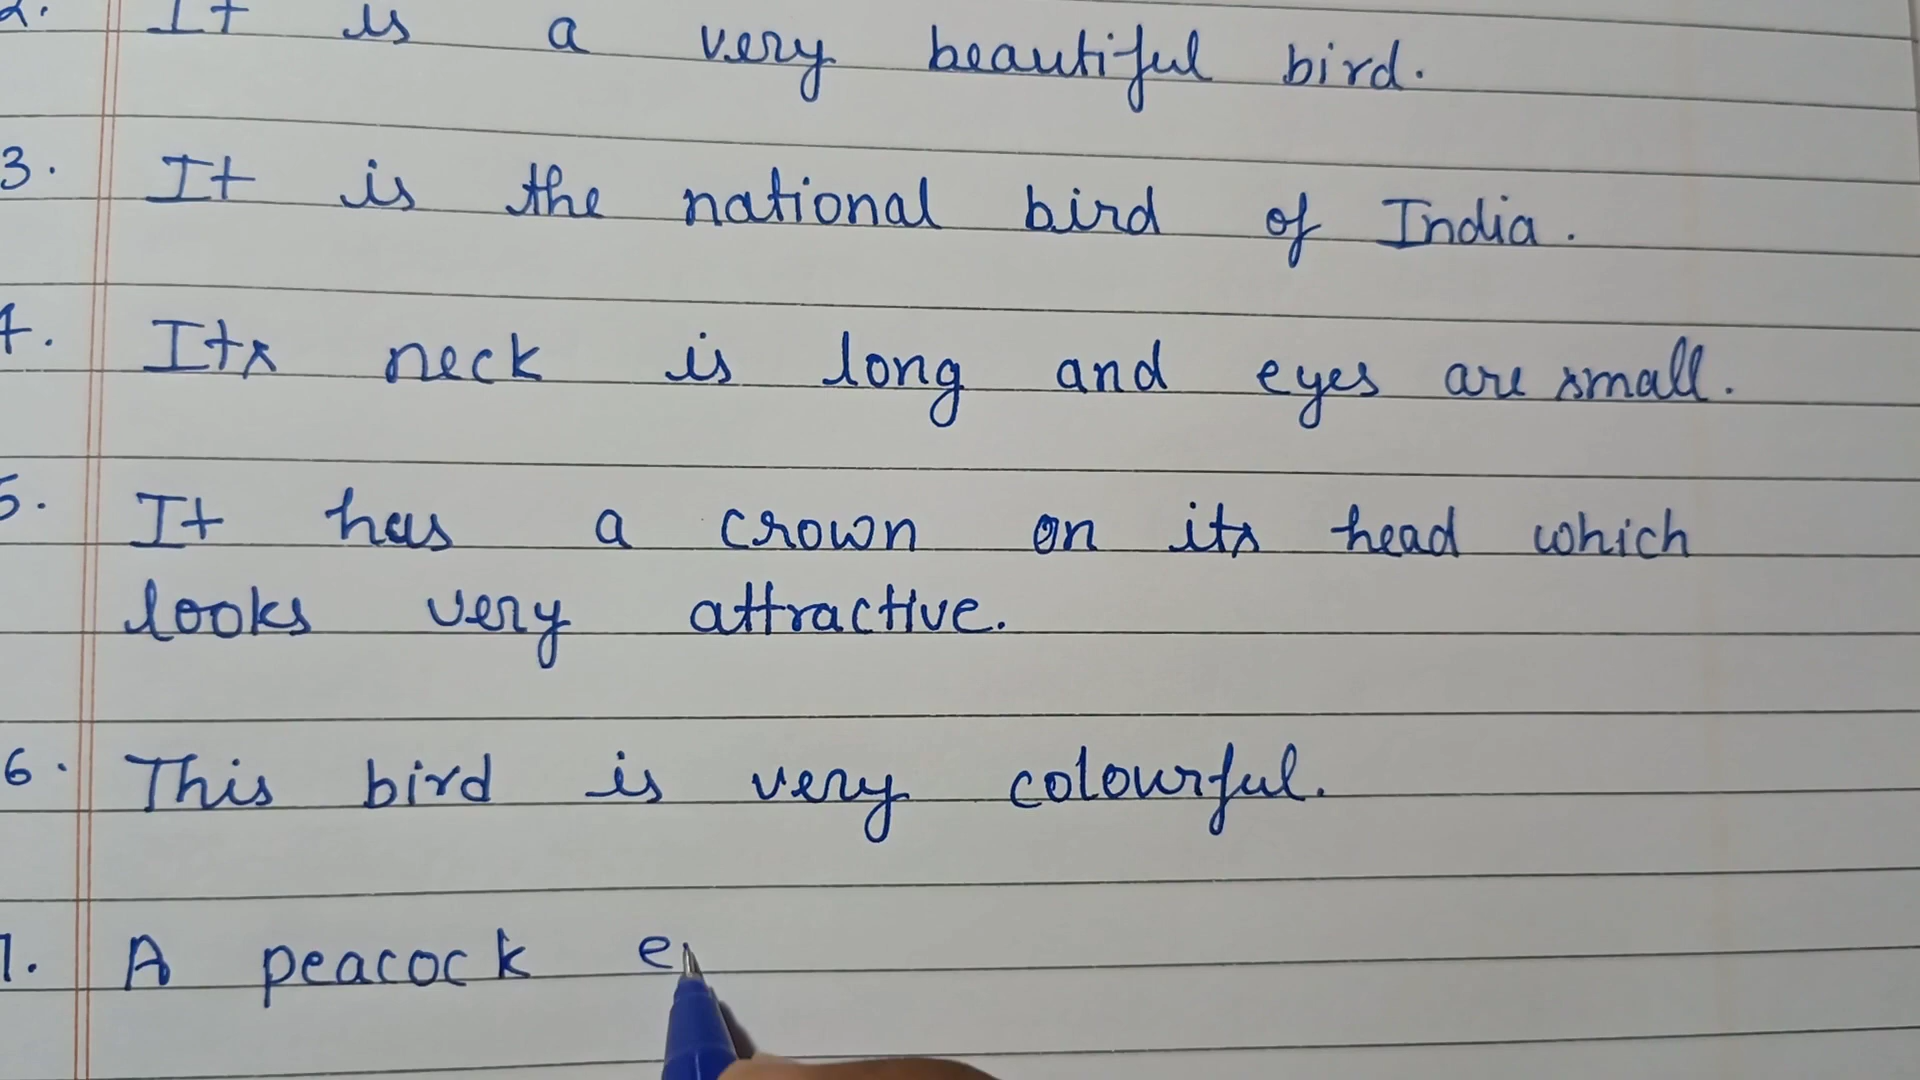 2. It is a very beautiful bird.
3. It is the national bird of India.
4. Its neck is long and eyes are small.
5. It has a crown on its head which
looks very attractive.
6. This bird is very colourful.
7. A peacock